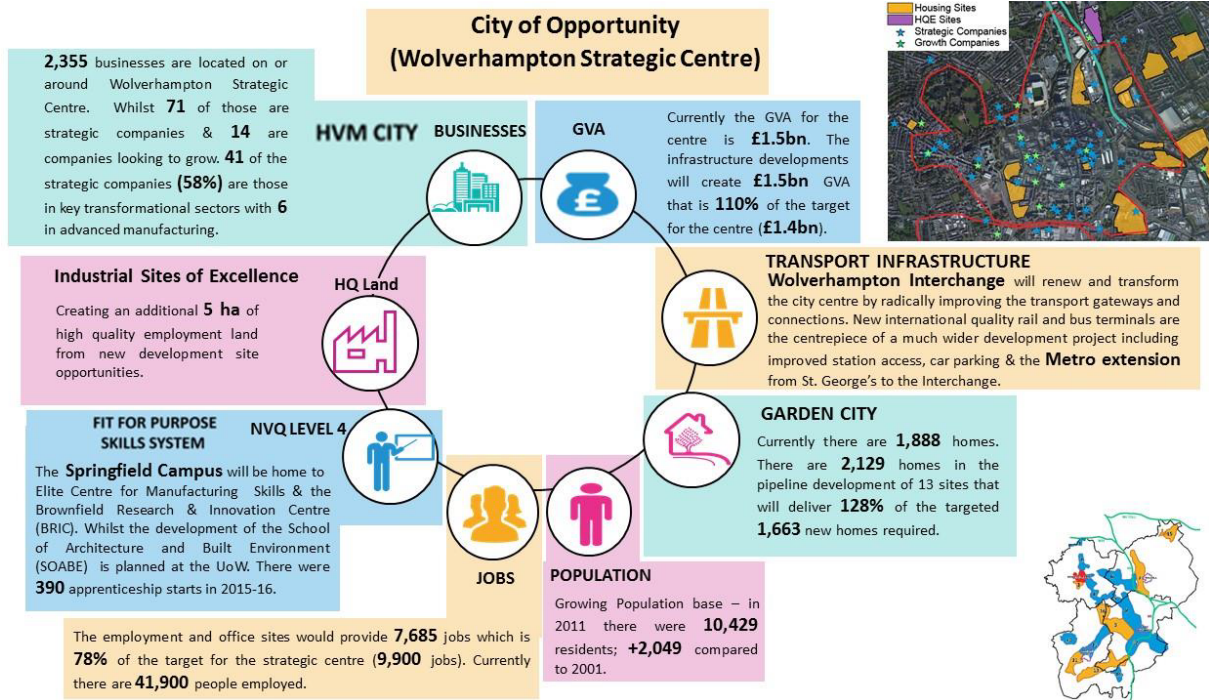 City of Opportunity
(Wolverhampton Strategic Centre)
Housing Sites
HQE Sites
Strategic Companies
Growth Companies
2,355 businesses are located on or
around Wolverhampton Strategic
Centre. Whilst 71 of those are
strategic companies & 14 are
companies looking to grow. 41 of the
strategic companies (58%) are those
in key transformational sectors with 6
in advanced manufacturing.
HVM CITY
BUSINESSES
GVA
Currently the GVA for the
centre is £1.5bn. The
infrastructure developments
will create £1.5bn GVA
that is 110% of the target
for the centre (£1.4bn).
£
Industrial Sites of Excellence
HQ Land
Creating an additional 5 ha of
high quality employment land
from new development site
opportunities.
TRANSPORT INFRASTRUCTURE
Wolverhampton Interchange will renew and transform
the city centre by radically improving the transport gateways and
connections. New international quality rail and bus terminals are
the centrepiece of a much wider development project including
improved station access, car parking & the Metro extension
from St. George's to the Interchange.
FIT FOR PURPOSE
SKILLS SYSTEM
NVQ LEVEL 4
The Springfield Campus will be home to
Elite Centre for Manufacturing Skills & the
Brownfield Research & Innovation Centre
(BRIC). Whilst the development of the School
of Architecture and Built Environment
(SOABE) is planned at the UoW. There were
390 apprenticeship starts in 2015-16.
GARDEN CITY
Currently there are 1,888 homes.
There are 2,129 homes in the
pipeline development of 13 sites that
will deliver 128% of the targeted
1,663 new homes required.
JOBS
The employment and office sites would provide 7,685 jobs which is
78% of the target for the strategic centre (9,900 jobs). Currently
there are 41,900 people employed.
POPULATION
Growing Population base – in
2011 there were 10,429
residents; +2,049 compared
to 2001.